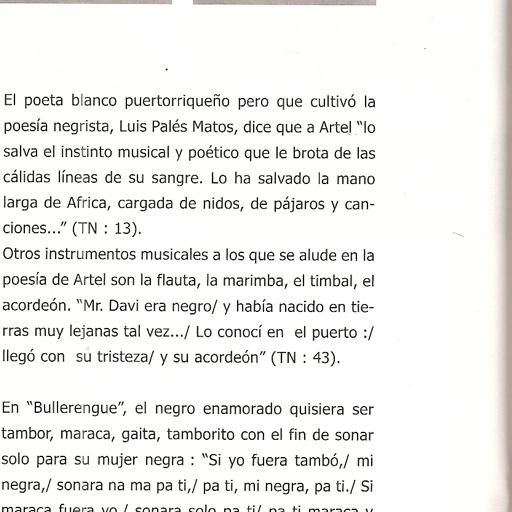 El poeta blanco puertorriqueño pero que cultivó la
poesía negrista, Luis Palés Matos, dice que a Artel “lo
salva el instinto musical y poético que le brota de las
cálidas líneas de su sangre. Lo ha salvado la mano
larga de Africa, cargada de nidos, de pájaros y can-
ciones...” (TN : 13).
Otros instrumentos musicales a los que se alude en la
poesía de Artel son la flauta, la marimba, el timbal, el
acordeón. “Mr. Davi era negro/ y había nacido en tie-
rras muy lejanas tal vez.../ Lo conocí en el puerto :/
llegó con su tristeza/ y su acordeón” (TN : 43).
En “Bullerengue”, el negro enamorado quisiera ser
tambor, maraca, gaita, tamborito con el fin de sonar
solo para su mujer negra : “Si yo fuera tambó,/ mi
negra,/ sonara na ma pa ti,/ pa ti, mi negra, pa ti./ Si
maraca fuera yo,/ sonara solo pa ti/ pa ti maraca y